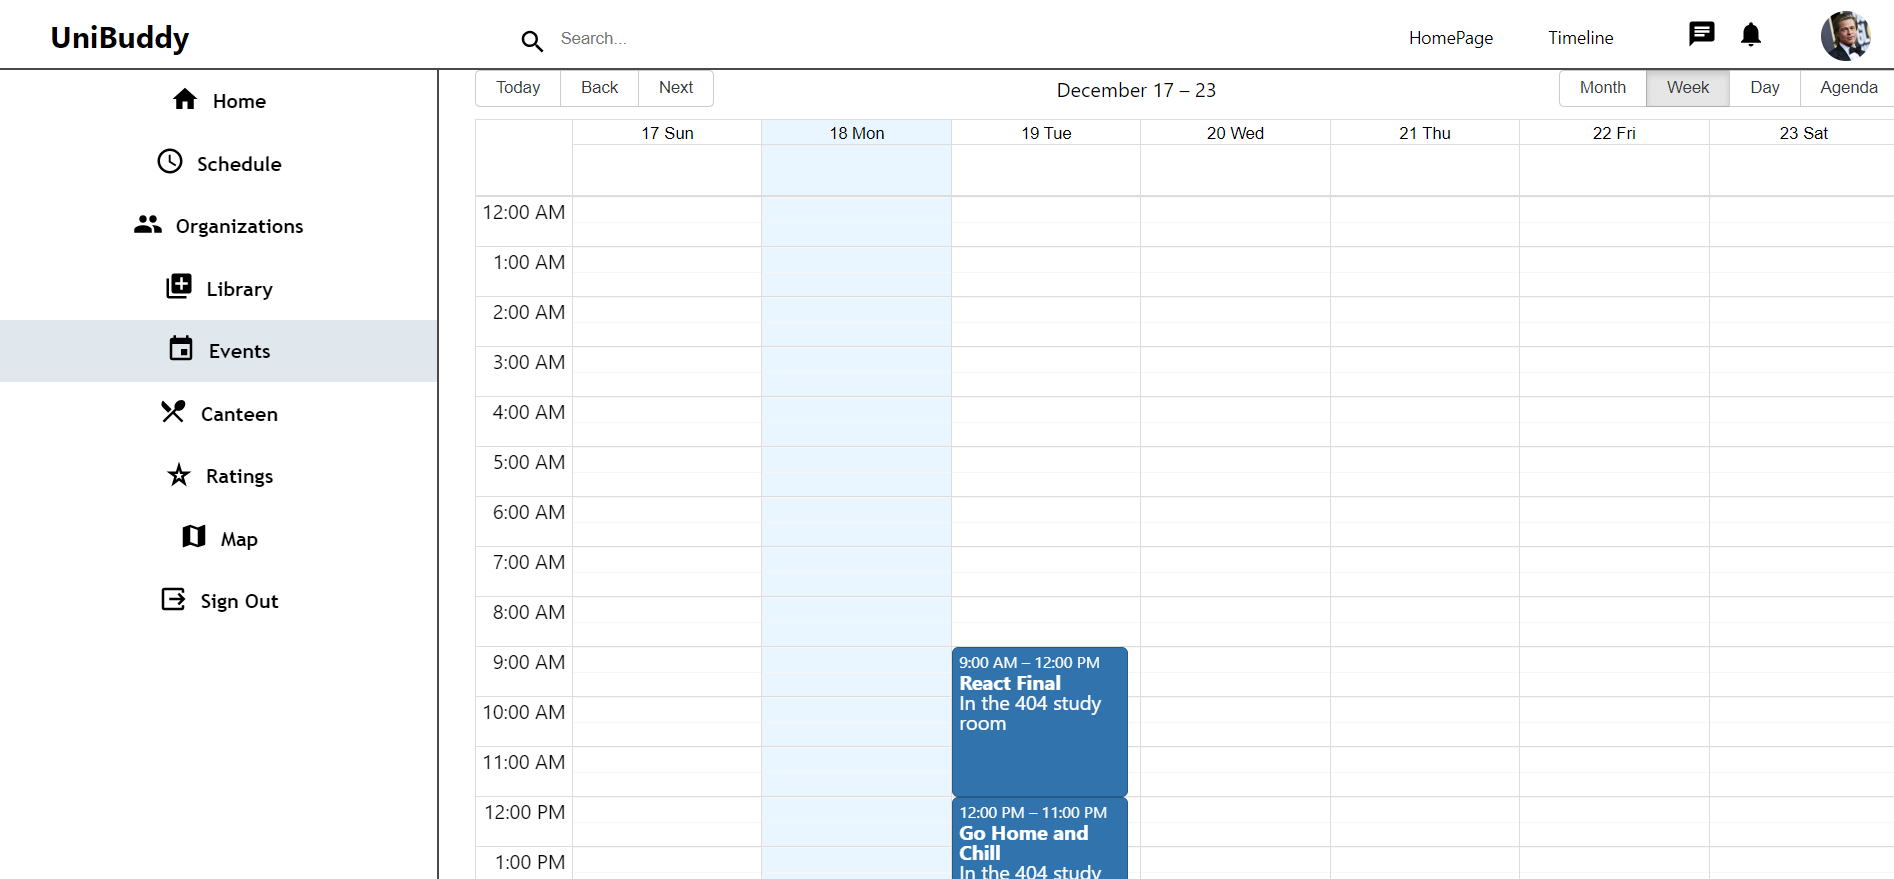 UniBuddy
Search...
HomePage
Timeline
Home
Schedule
Organizations
Library
Events
Canteen
Ratings
Map
Sign Out
Today Back Next
December 17 – 23
Month Week Day Agenda
17 Sun 18 Mon 19 Tue 20 Wed 21 Thu 22 Fri 23 Sat
12:00 AM
1:00 AM
2:00 AM
3:00 AM
4:00 AM
5:00 AM
6:00 AM
7:00 AM
8:00 AM
9:00 AM
10:00 AM
11:00 AM
12:00 PM
1:00 PM
9:00 AM – 12:00 PM
React Final
In the 404 study
room
12:00 PM – 11:00 PM
Go Home and
Chill
In the 404 study